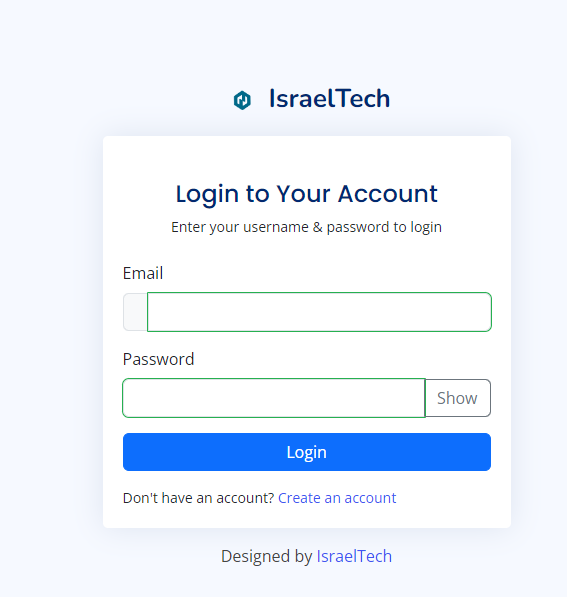 IsraelTech
Login to Your Account
Enter your username & password to login
Email
Password
Show
Login
Don't have an account? Create an account
Designed by IsraelTech